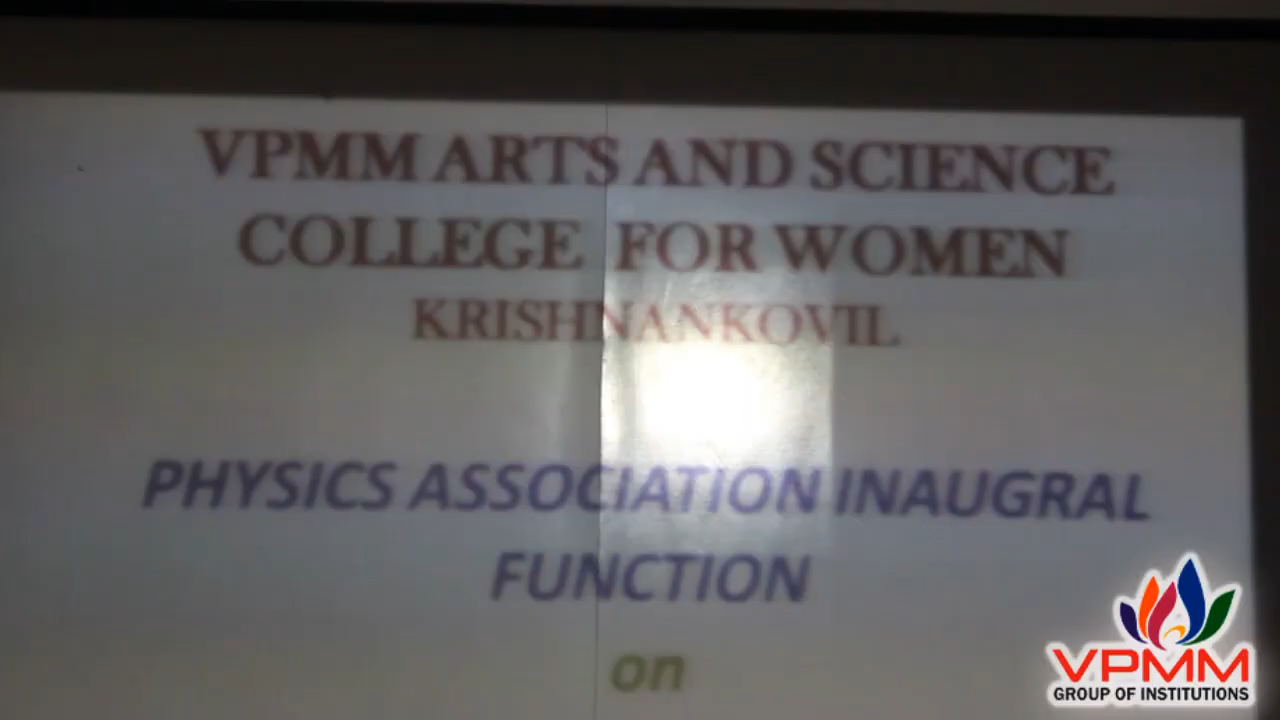 VPMM ARTS AND SCIENCE
COLLEGE FOR WOMEN
KRISHNANKOVIL
PHYSICS ASSOCIATION INAUGRAL
FUNCTION
on
VPMM
GROUP OF INSTITUTIONS